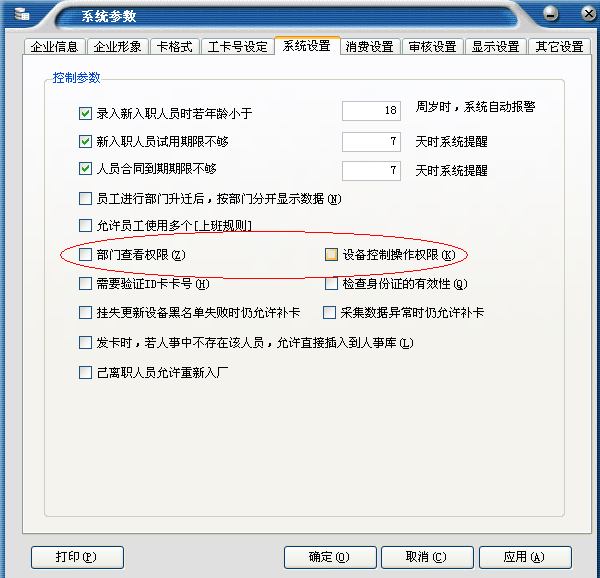 系统参数
企业信息 企业形象 卡格式 工卡号设定 系统设置 消费设置 审核设置 显示设置 其它设置
控制参数
录入新入职人员时若年龄小于 18 周岁时，系统自动报警
新入职人员试用期限不够 7 天时系统提醒
人员合同到期期限不够 7 天时系统提醒
员工进行部门升迁后，按部门分开显示数据(N)
允许员工使用多个[上班规则]
部门查看权限(Z) 设备控制操作权限(K)
需要验证ID卡卡号(H) 检查身份证的有效性(Q)
挂失更新设备黑名单失败时仍允许补卡 采集数据异常时仍允许补卡
发卡时，若人事中不存在该人员，允许直接插入到人事库(L)
已离职人员允许重新入厂
打印(P) 确定(O) 取消(C) 应用(A)